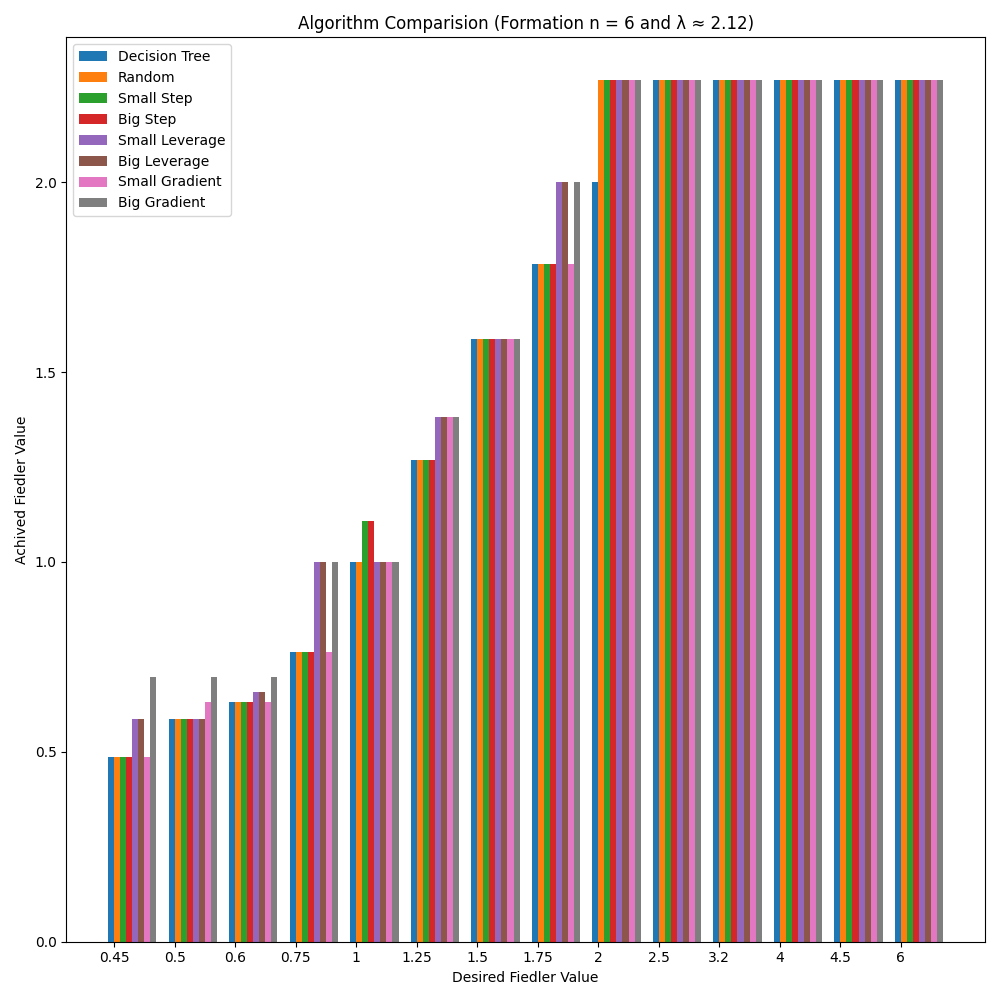 Algorithm Comparision (Formation n = 6 and λ ≈ 2.12)
Decision Tree
Random
Small Step
Big Step
Small Leverage
Big Leverage
Small Gradient
Big Gradient
Achived Fiedler Value
2.0
1.5
1.0
0.5
0.0
0.45 0.5 0.6 0.75 1 1.25 1.5 1.75 2 2.5 3.2 4 4.5 6
Desired Fiedler Value